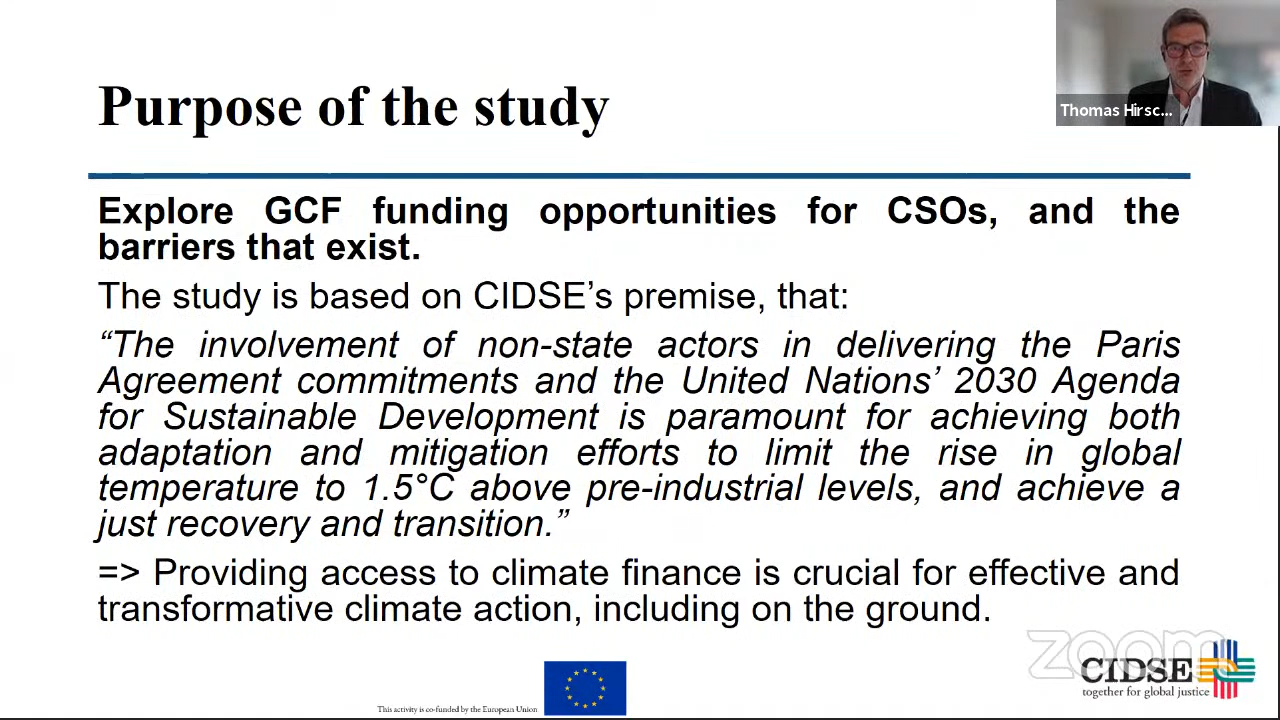 Purpose of the study
Thomas Hirsc...
Explore GCF funding opportunities for CSOs, and the
barriers that exist.
The study is based on CIDSE’s premise, that:
“The involvement of non-state actors in delivering the Paris
Agreement commitments and the United Nations’ 2030 Agenda
for Sustainable Development is paramount for achieving both
adaptation and mitigation efforts to limit the rise in global
temperature to 1.5°C above pre-industrial levels, and achieve a
just recovery and transition.”
=> Providing access to climate finance is crucial for effective and
transformative climate action, including on the ground.
zoom
CIDSE
together for global justice
This activity is co-funded by the European Union